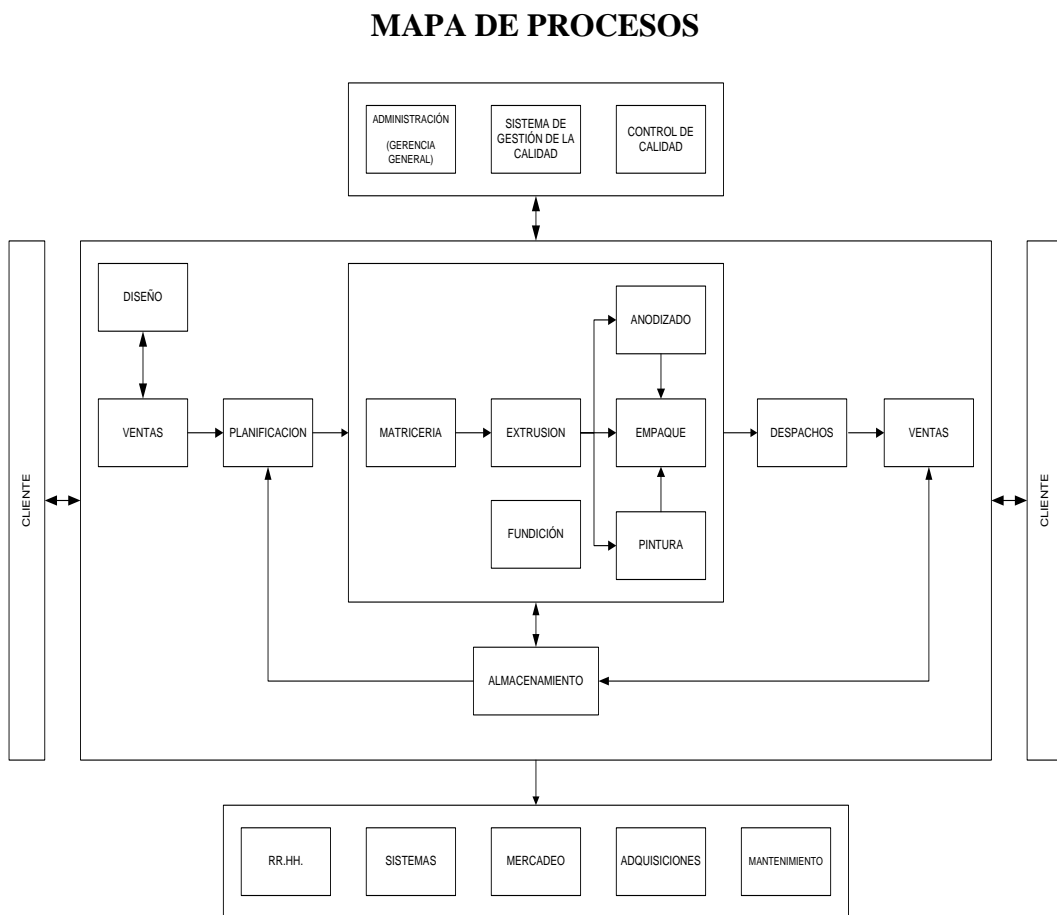 MAPA DE PROCESOS
ADMINISTRACIÓN
(GERENCIA
GENERAL)
SISTEMA DE
GESTIÓN DE LA
CALIDAD
CONTROL DE
CALIDAD
CLIENTE
DISEÑO
VENTAS
PLANIFICACION
MATRICERIA
EXTRUSION
FUNDICIÓN
ANODIZADO
EMPAQUE
PINTURA
DESPACHOS
VENTAS
ALMACENAMIENTO
CLIENTE
RR.HH.
SISTEMAS
MERCADEO
ADQUISICIONES
MANTENIMIENTO